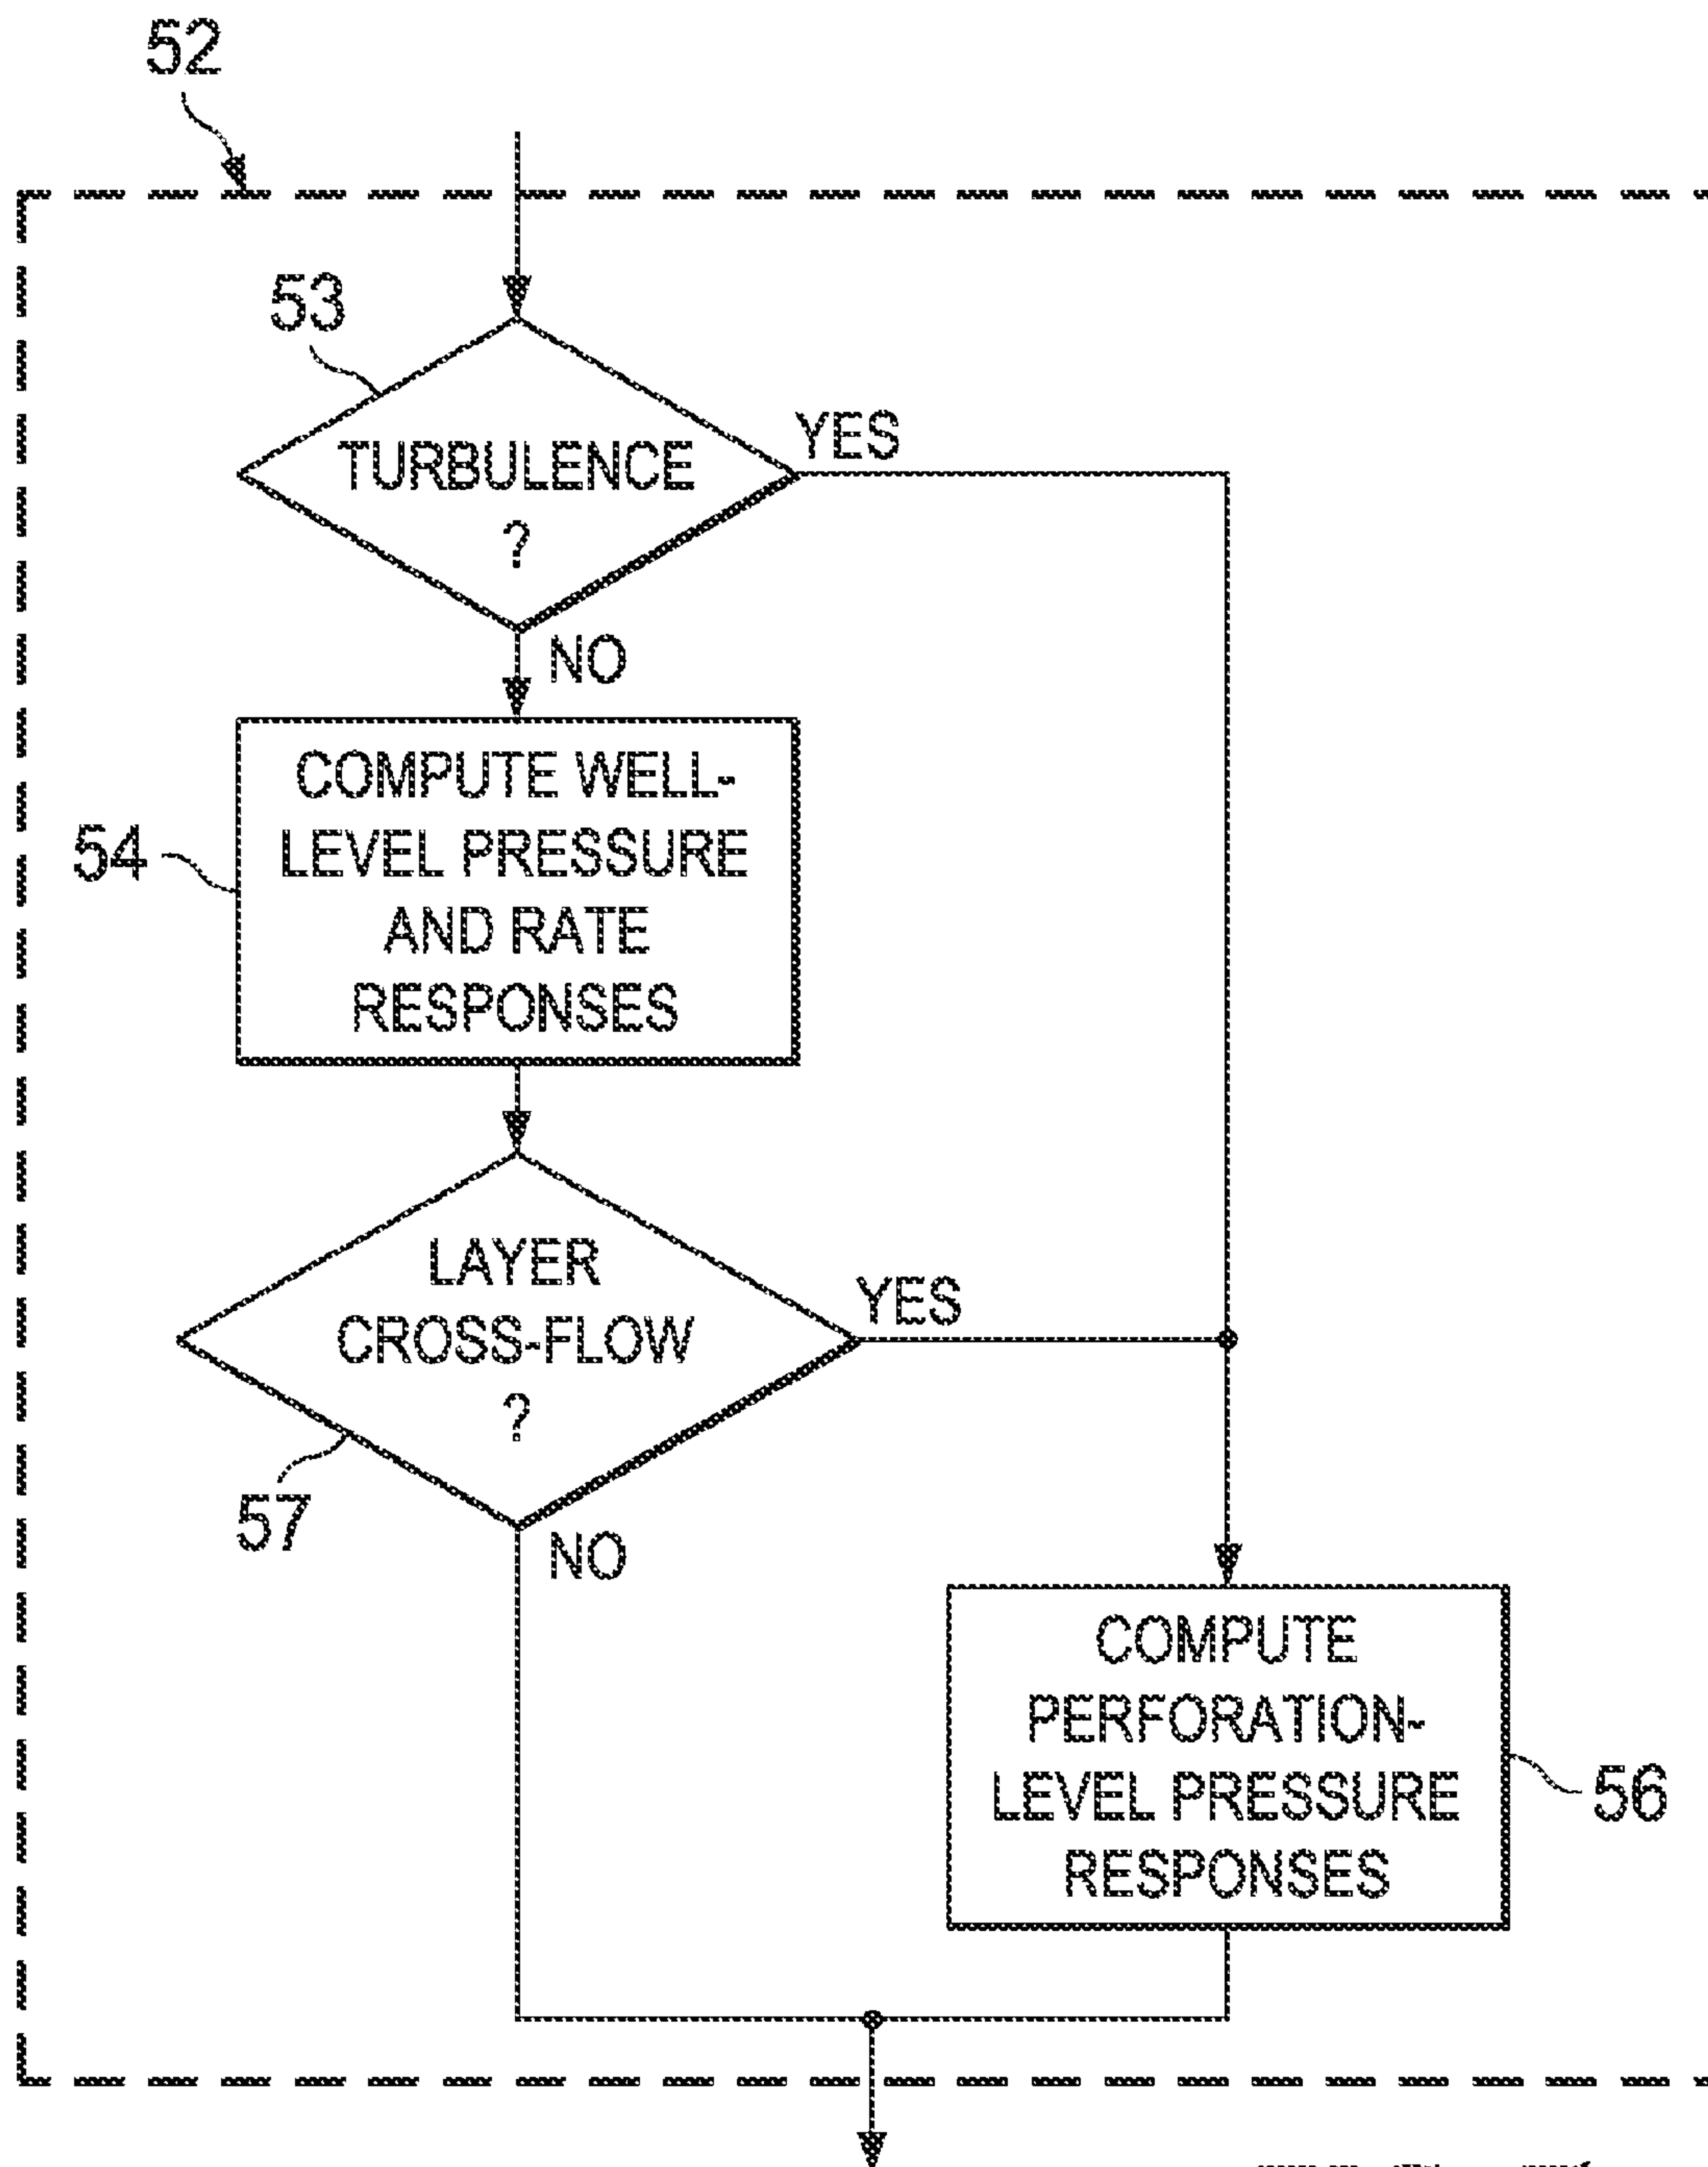 52
53
TURBULENCE
?
YES
NO
54
COMPUTE WELL-
LEVEL PRESSURE
AND RATE
RESPONSES
LAYER
CROSS-FLOW
?
YES
57
NO
COMPUTE
PERFORATION-
LEVEL PRESSURE
RESPONSES
56